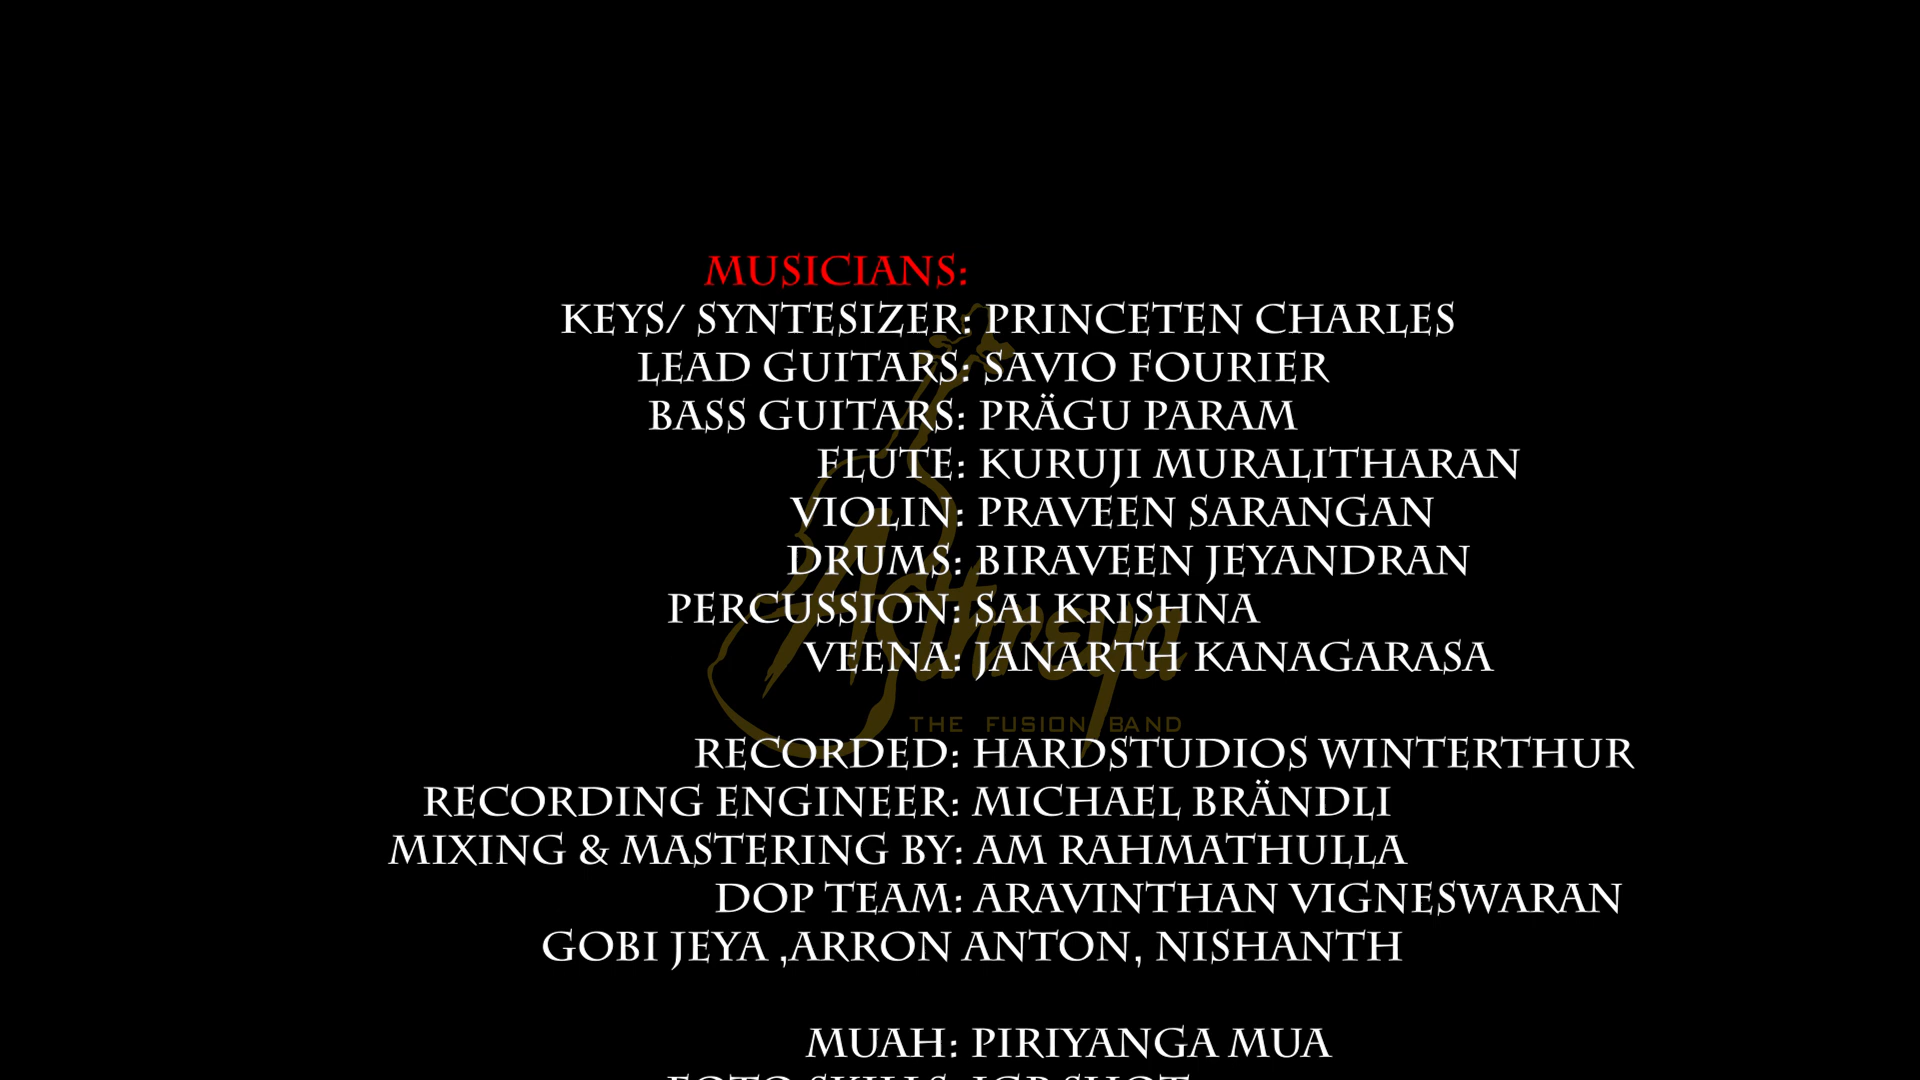 MUSICIANS:
KEYS/ SYNTESIZER: PRINCETEN CHARLES
LEAD GUITARS: SAVIO FOURIER
BASS GUITARS: PRÄGU PARAM
FLUTE: KURUJI MURALITHARAN
VIOLIN: PRAVEEN SARANGAN
DRUMS: BIRAVEEN JEYANDRAN
PERCUSSION: SAI KRISHNA
VEENA: JANARTH KANAGARASA
Aathreya
THE FUSION BAND
RECORDED: HARDSTUDIOS WINTERTHUR
RECORDING ENGINEER: MICHAEL BRÄNDLI
MIXING & MASTERING BY: AM RAHMATHULLA
DOP TEAM: ARAVINTHAN VIGNESWARAN
GOBI JEYA ,ARRON ANTON, NISHANTH
MUAH: PIRIYANGA MUA